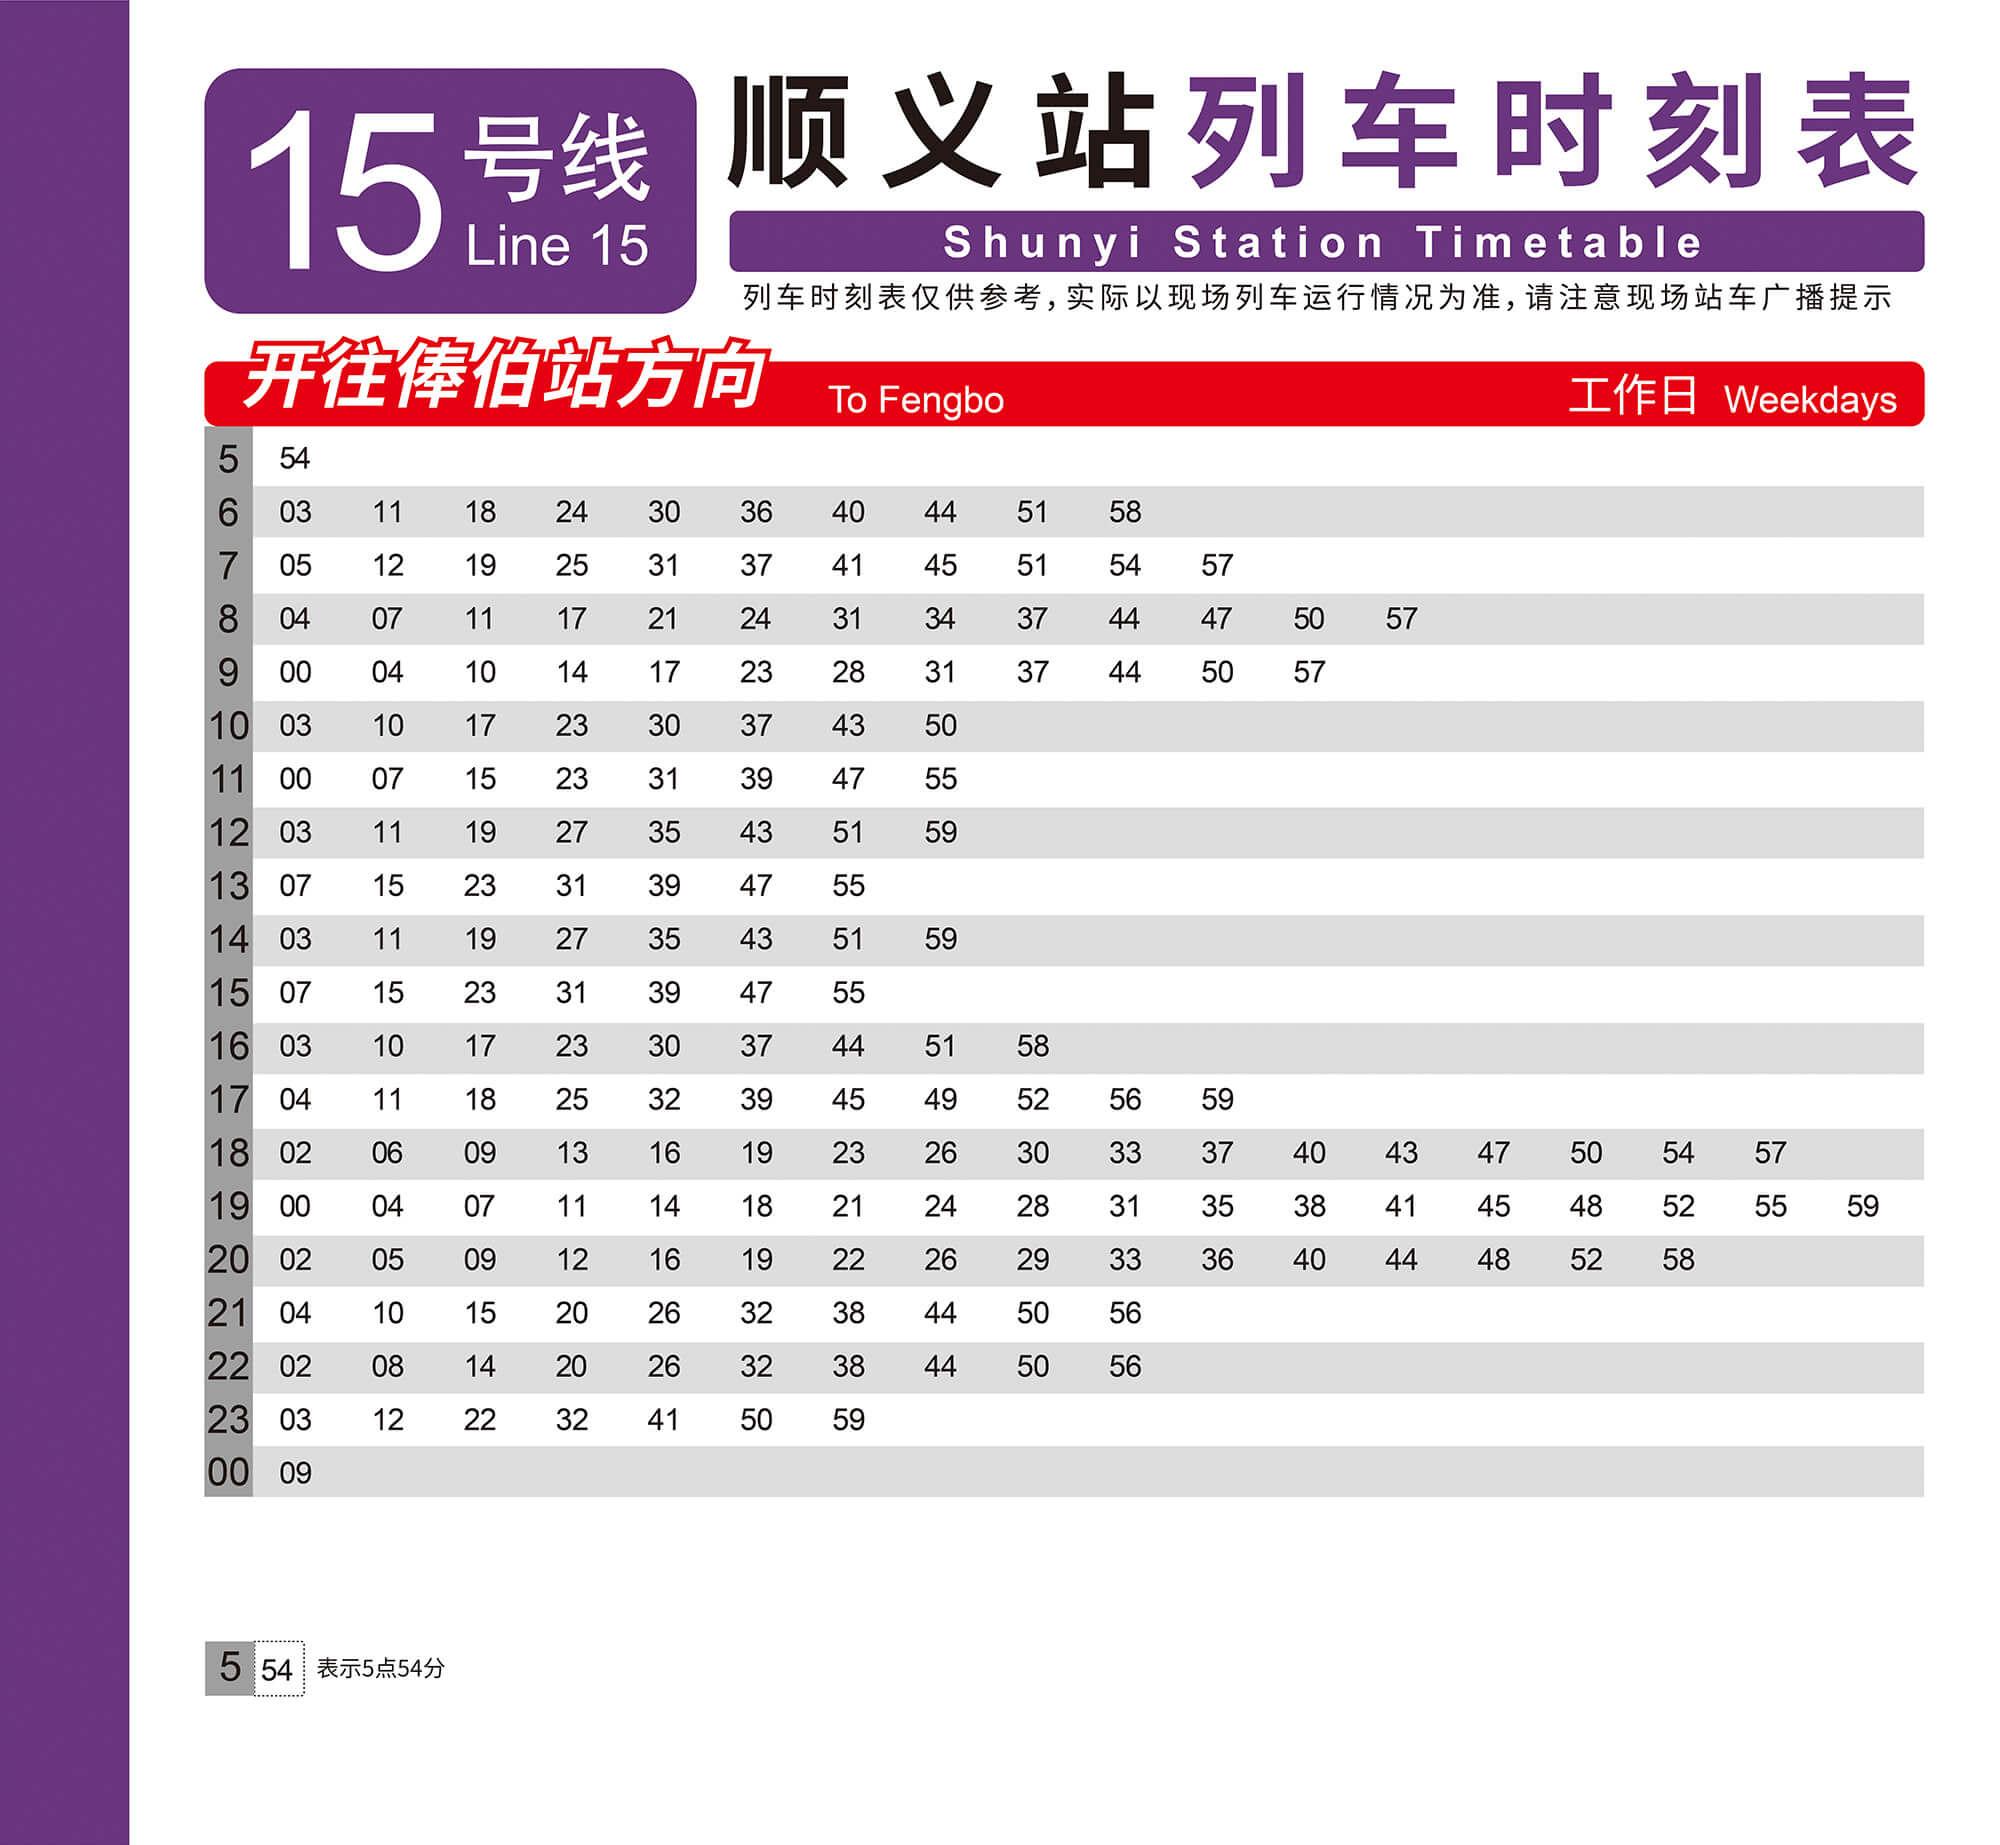 15号线
Line 15
顺义站列车时刻表
Shunyi Station Timetable
列车时刻表仅供参考，实际以现场列车运行情况为准，请注意现场站车广播提示
开往俸伯站方向 To Fengbo 工作日 Weekdays
5 54
6 03 11 18 24 30 36 40 44 51 58
7 05 12 19 25 31 37 41 45 51 54 57
8 04 07 11 17 21 24 31 34 37 44 47 50 57
9 00 04 10 14 17 23 28 31 37 44 50 57
10 03 10 17 23 30 37 43 50
11 00 07 15 23 31 39 47 55
12 03 11 19 27 35 43 51 59
13 07 15 23 31 39 47 55
14 03 11 19 27 35 43 51 59
15 07 15 23 31 39 47 55
16 03 10 17 23 30 37 44 51 58
17 04 11 18 25 32 39 45 49 52 56 59
18 02 06 09 13 16 19 23 26 30 33 37 40 43 47 50 54 57
19 00 04 07 11 14 18 21 24 28 31 35 38 41 45 48 52 55 59
20 02 05 09 12 16 19 22 26 29 33 36 40 44 48 52 58
21 04 10 15 20 26 32 38 44 50 56
22 02 08 14 20 26 32 38 44 50 56
23 03 12 22 32 41 50 59
00 09
5 54 表示5点54分